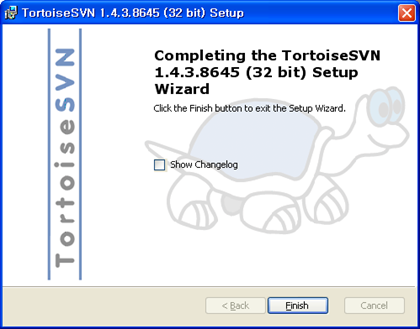 TortoiseSVN 1.4.3.8645 (32 bit) Setup
TortoiseSVN
Completing the TortoiseSVN
1.4.3.8645 (32 bit) Setup
Wizard
Click the Finish button to exit the Setup Wizard.
Show Changelog
< Back
Finish
Cancel